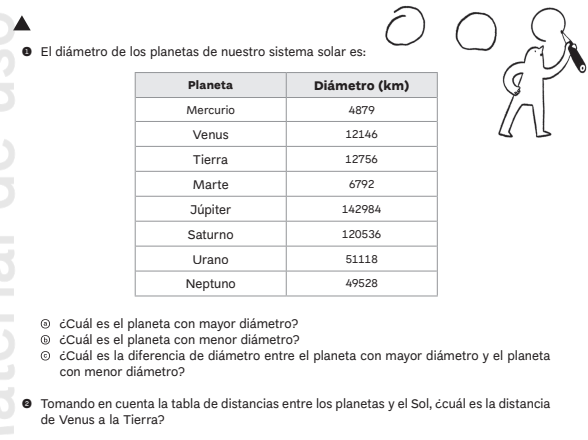 ❶ El diámetro de los planetas de nuestro sistema solar es:
Planeta Diámetro (km)
Mercurio 4879
Venus 12146
Tierra 12756
Marte 6792
Júpiter 142984
Saturno 120536
Urano 51118
Neptuno 49528
ⓐ ¿Cuál es el planeta con mayor diámetro?
ⓑ ¿Cuál es el planeta con menor diámetro?
ⓒ ¿Cuál es la diferencia de diámetro entre el planeta con mayor diámetro y el planeta
con menor diámetro?
❷ Tomando en cuenta la tabla de distancias entre los planetas y el Sol, ¿cuál es la distancia
de Venus a la Tierra?